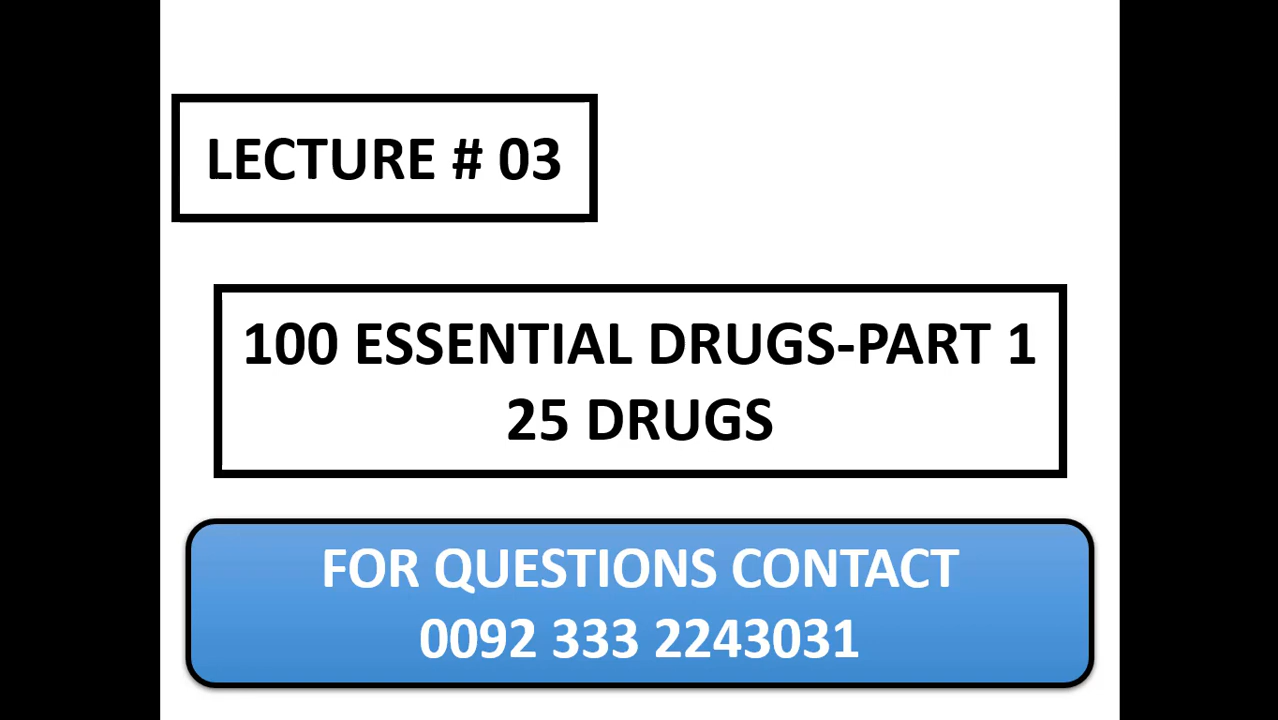 LECTURE # 03
100 ESSENTIAL DRUGS-PART 1
25 DRUGS
FOR QUESTIONS CONTACT
0092 333 2243031